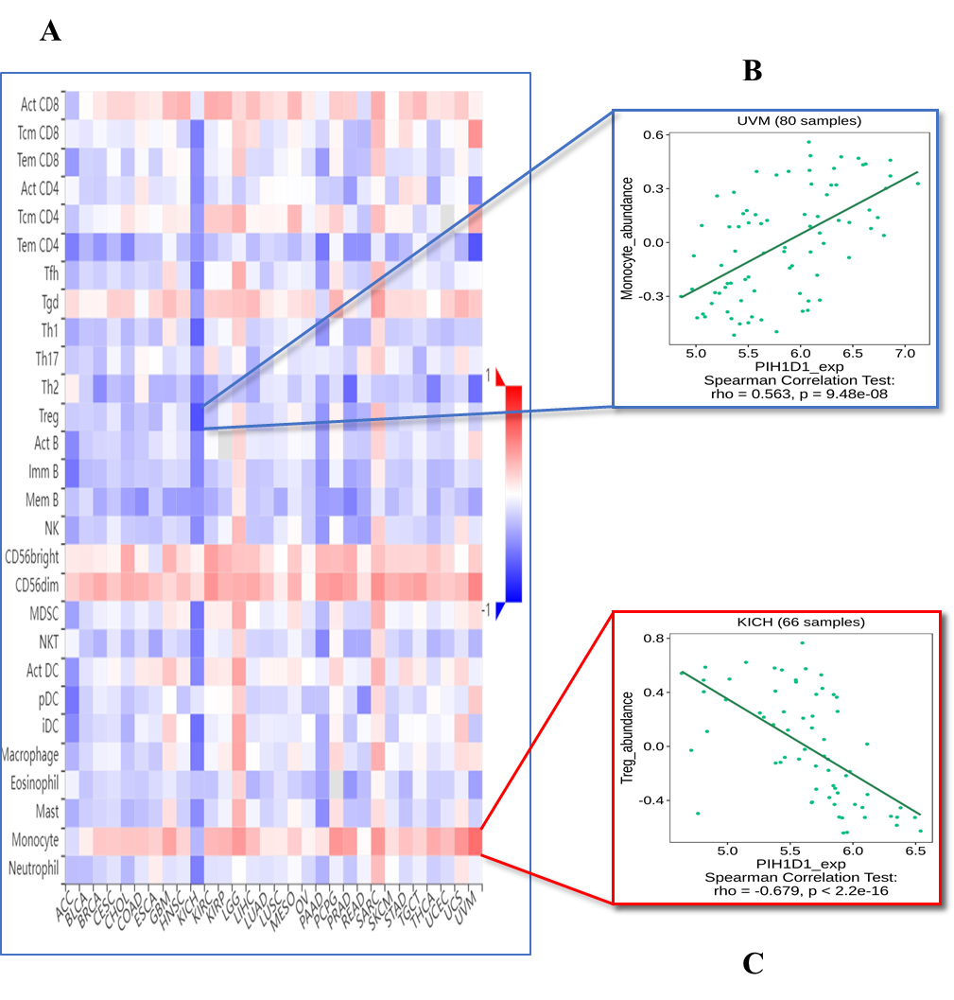 A
B
Act CD8
Tcm CD8
Tem CD8
Act CD4
Tcm CD4
Tem CD4
Tfh
Tgd
Th1
Th17
Th2
Treg
Act B
Imm B
Mem B
NK
CD56bright
CD56dim
MDSC
NKT
Act DC
pDC
iDC
Macrophage
Eosinophil
Mast
Monocyte
Neutrophil
ACC
BLCA
BRCA
CESC
CHOL
COAD
ESCA
GBM
HNSC
KICH
KIRC
KIRP
LGG
LIHC
LUAD
LUSC
MESO
OV
PAAD
PCPG
PRAD
READ
SARC
SKCM
STAD
TGCT
THCA
UCEC
UCS
UVM
1
-1
UVM (80 samples)
Monocyte_abundance
0.6
0.3
0.0
-0.3
5.0 5.5 6.0 6.5 7.0
PIH1D1_exp
Spearman Correlation Test:
rho = 0.563, p = 9.48e-08
KICH (66 samples)
Treg_abundance
0.8
0.4
0.0
-0.4
5.0 5.5 6.0 6.5
PIH1D1_exp
Spearman Correlation Test:
rho = -0.679, p < 2.2e-16
C